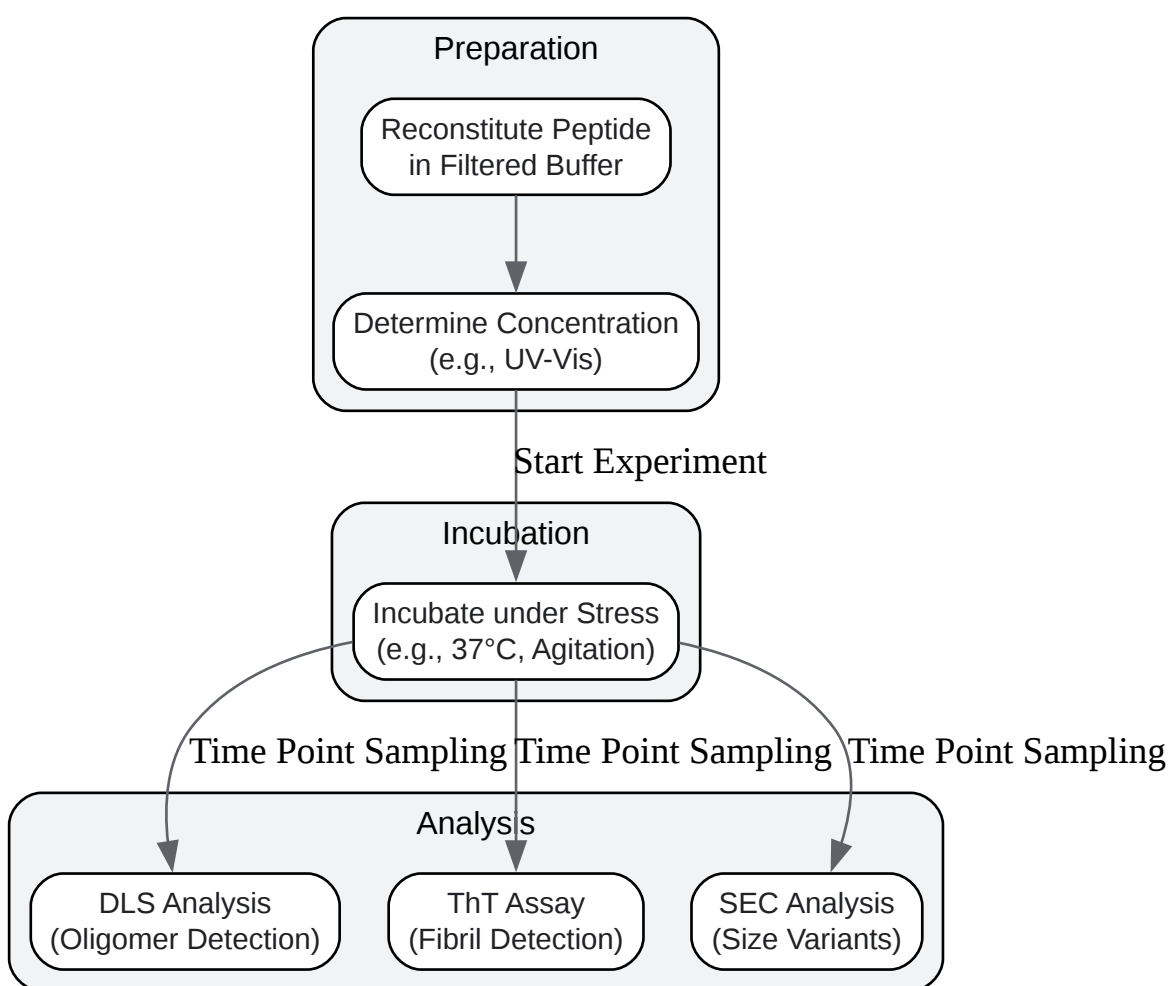 Preparation
Reconstitute Peptide
in Filtered Buffer
Determine Concentration
(e.g., UV-Vis)
Start Experiment
Incubation
Incubate under Stress
(e.g., 37°C, Agitation)
Time Point Sampling
Time Point Sampling
Time Point Sampling
Analysis
DLS Analysis
(Oligomer Detection)
ThT Assay
(Fibril Detection)
SEC Analysis
(Size Variants)